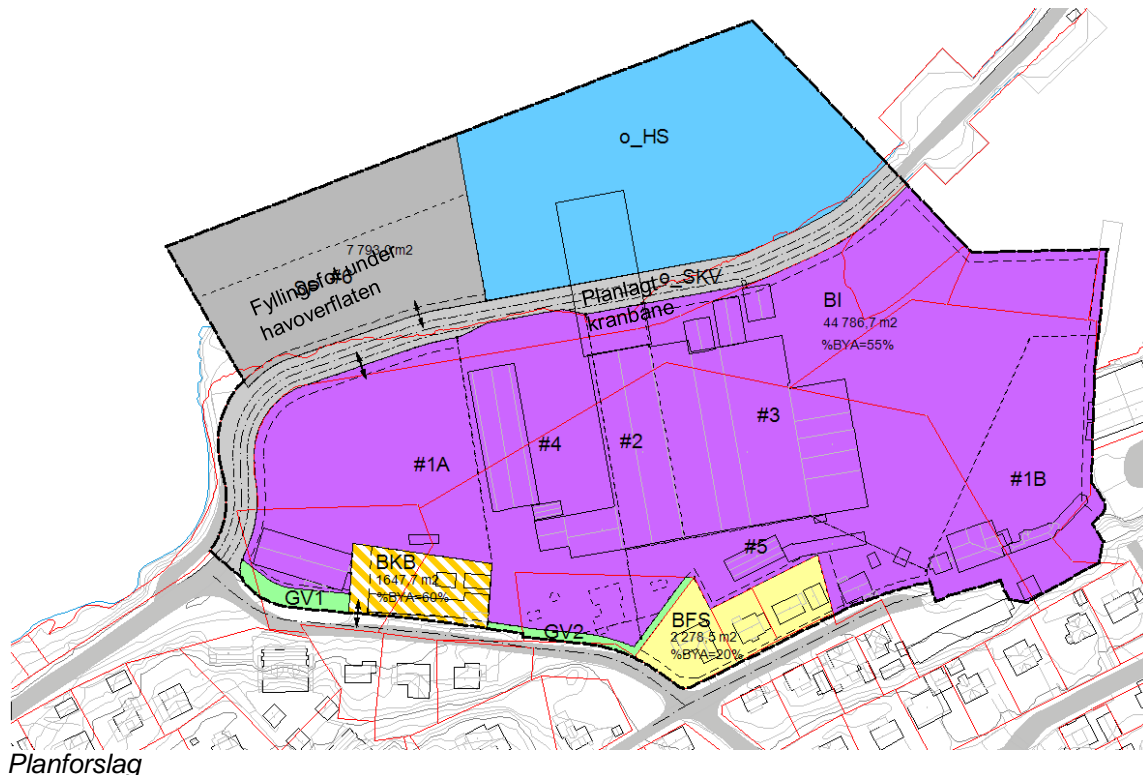 o_HS
7 793,0 m2
Fyllingsfot under
havoverflaten
#6
Planlagt
kranbane
o_SKV
BI
44 786,7 m2
%BYA=55%
#3
#4
#2
#1A
#1B
#5
BKB
1647,7 m2
%BYA=60%
GV1
GV2
BFS
2 278,5 m2
%BYA=20%
Planforslag